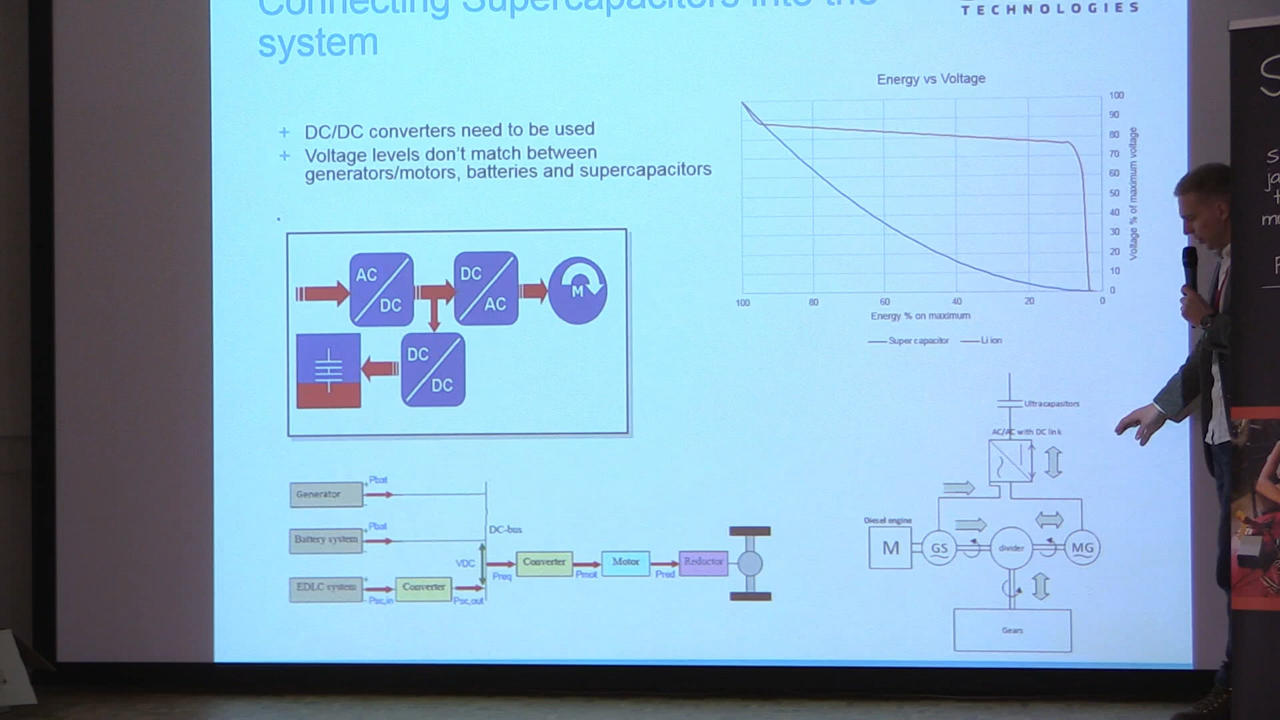 Connecting Supercapacitors into the
system
TECHNOLOGIES
+ DC/DC converters need to be used
+ Voltage levels don't match between
generators/motors, batteries and supercapacitors
AC
DC
DC
AC
M
DC
DC
Energy vs Voltage
100
90
80
70
60
50
40
30
20
10
0
Voltage % of maximum voltage
100
80
60
40
20
0
Energy % on maximum
Super capacitor
Li ion
Generator
Pbat
Battery system
Pbat
EDLC system
Psc,in
Converter
Psc,out
VDC
DC-bus
Preq
Converter
Pmot
Motor
Pred
Reductor
Ultracapasitors
AC/AC with DC link
Diesel engine
M
GS
divider
MG
Gears